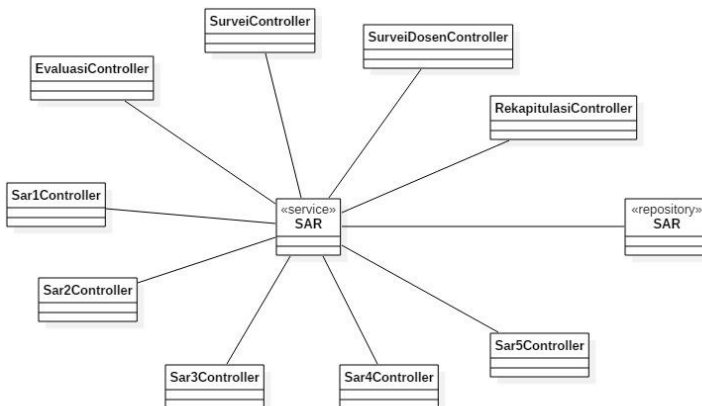 SurveiController
SurveiDosenController
EvaluasiController
RekapitulasiController
Sar1Controller
«service»
SAR
«repository»
SAR
Sar2Controller
Sar5Controller
Sar3Controller
Sar4Controller